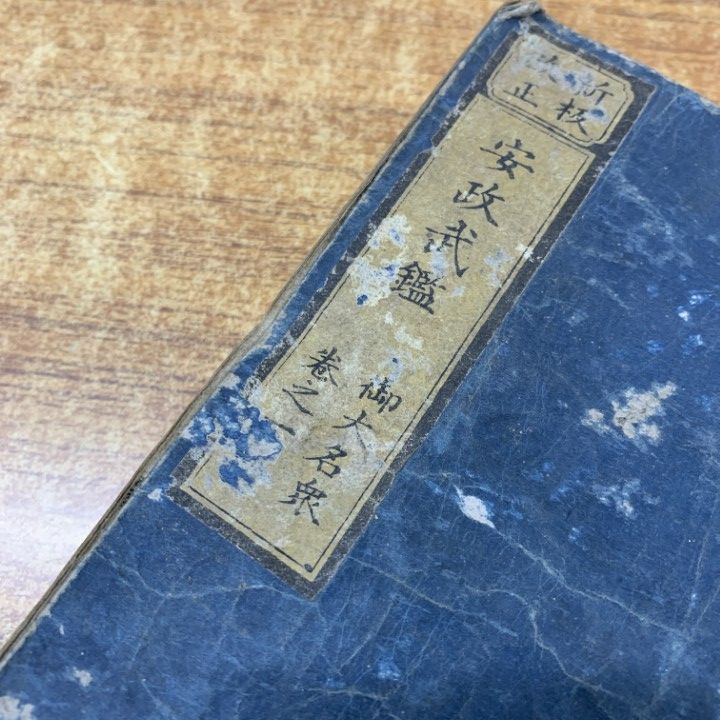 新板
改正
安政武鑑
御大名衆
巻之一